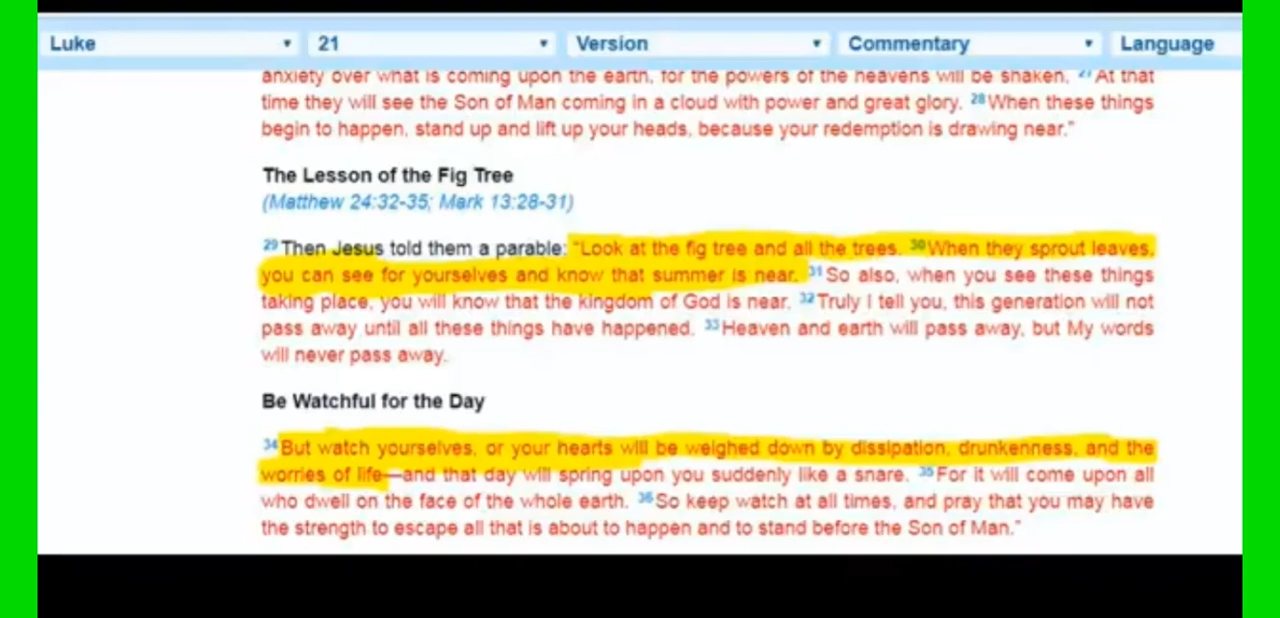 Luke 21 Version Commentary Language
anxiety over what is coming upon the earth, for the powers of the heavens will be shaken. 27 At that
time they will see the Son of Man coming in a cloud with power and great glory. 28 When these things
begin to happen, stand up and lift up your heads, because your redemption is drawing near.”
The Lesson of the Fig Tree
(Matthew 24:32-35; Mark 13:28-31)
29 Then Jesus told them a parable: “Look at the fig tree and all the trees. 30 When they sprout leaves,
you can see for yourselves and know that summer is near. 31 So also, when you see these things
taking place, you will know that the kingdom of God is near. 32 Truly I tell you, this generation will not
pass away until all these things have happened. 33 Heaven and earth will pass away, but My words
will never pass away.
Be Watchful for the Day
34 But watch yourselves, or your hearts will be weighed down by dissipation, drunkenness, and the
worries of life—and that day will spring upon you suddenly like a snare. 35 For it will come upon all
who dwell on the face of the whole earth. 36 So keep watch at all times, and pray that you may have
the strength to escape all that is about to happen and to stand before the Son of Man.”